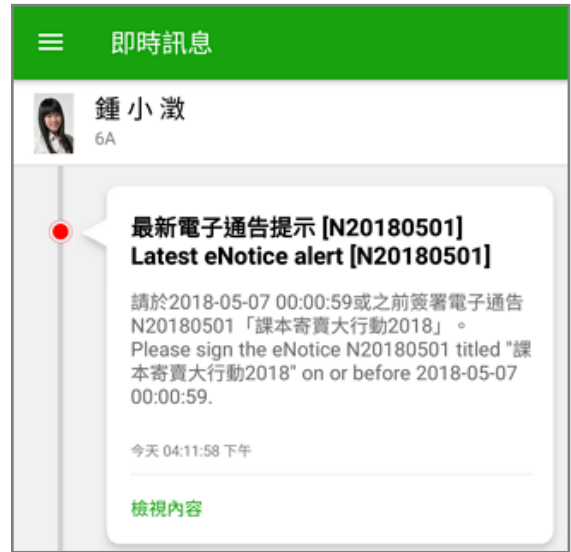 即時訊息
鍾小澂
6A
最新電子通告提示 [N20180501]
Latest eNotice alert [N20180501]
請於2018-05-07 00:00:59或之前簽署電子通告
N20180501「課本寄賣大行動2018」。
Please sign the eNotice N20180501 titled "課
本寄賣大行動2018" on or before 2018-05-07
00:00:59.
今天 04:11:58 下午
檢視內容